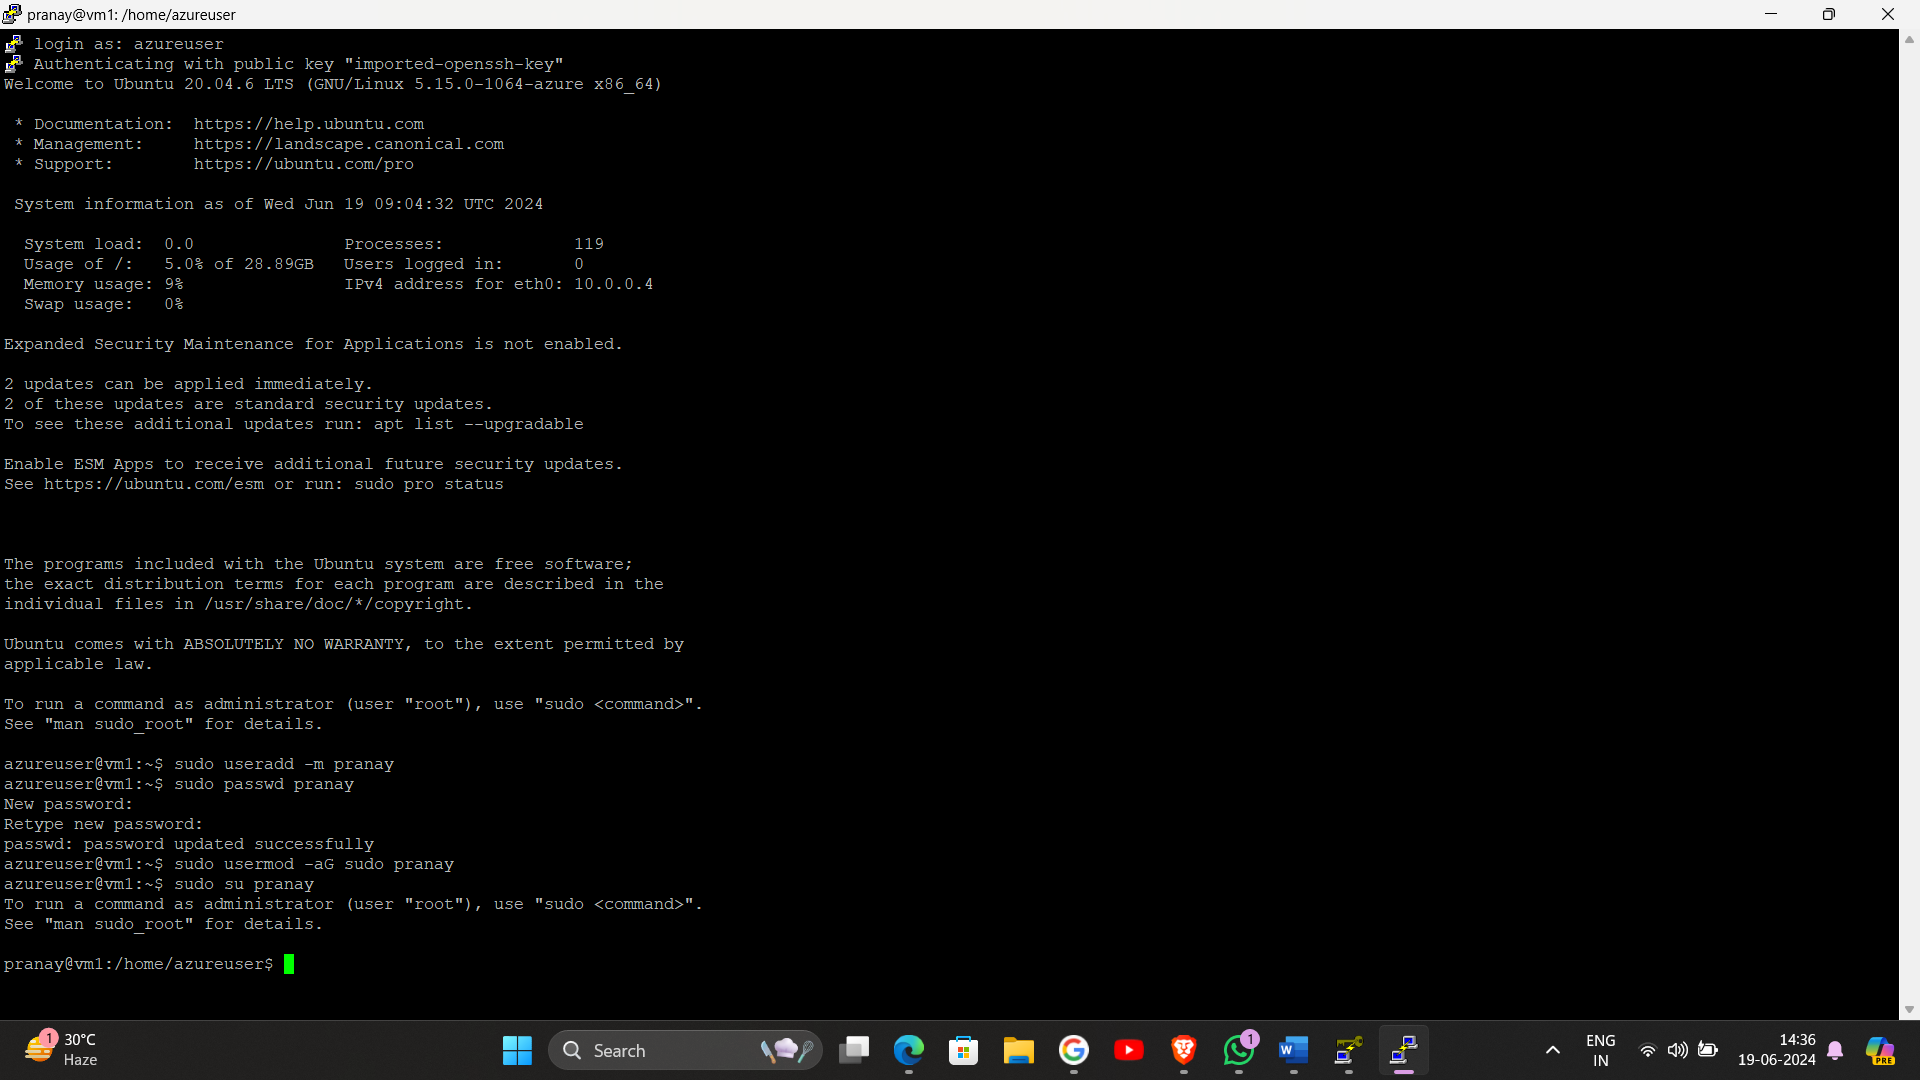 pranay@vm1: /home/azureuser
login as: azureuser
Authenticating with public key "imported-openssh-key"
Welcome to Ubuntu 20.04.6 LTS (GNU/Linux 5.15.0-1064-azure x86_64)
* Documentation:  https://help.ubuntu.com
* Management:     https://landscape.canonical.com
* Support:        https://ubuntu.com/pro
System information as of Wed Jun 19 09:04:32 UTC 2024
System load:  0.0               Processes:             119
Usage of /:   5.0% of 28.89GB   Users logged in:       0
Memory usage: 9%                IPv4 address for eth0: 10.0.0.4
Swap usage:   0%
Expanded Security Maintenance for Applications is not enabled.
2 updates can be applied immediately.
2 of these updates are standard security updates.
To see these additional updates run: apt list --upgradable
Enable ESM Apps to receive additional future security updates.
See https://ubuntu.com/esm or run: sudo pro status
The programs included with the Ubuntu system are free software;
the exact distribution terms for each program are described in the
individual files in /usr/share/doc/*/copyright.
Ubuntu comes with ABSOLUTELY NO WARRANTY, to the extent permitted by
applicable law.
To run a command as administrator (user "root"), use "sudo <command>".
See "man sudo_root" for details.
azureuser@vm1:~$ sudo useradd -m pranay
azureuser@vm1:~$ sudo passwd pranay
New password:
Retype new password:
passwd: password updated successfully
azureuser@vm1:~$ sudo usermod -aG sudo pranay
azureuser@vm1:~$ sudo su pranay
To run a command as administrator (user "root"), use "sudo <command>".
See "man sudo_root" for details.
pranay@vm1:/home/azureuser$
1
30°C
Haze
Search
W
1
ENG
IN
14:36
19-06-2024
PRE